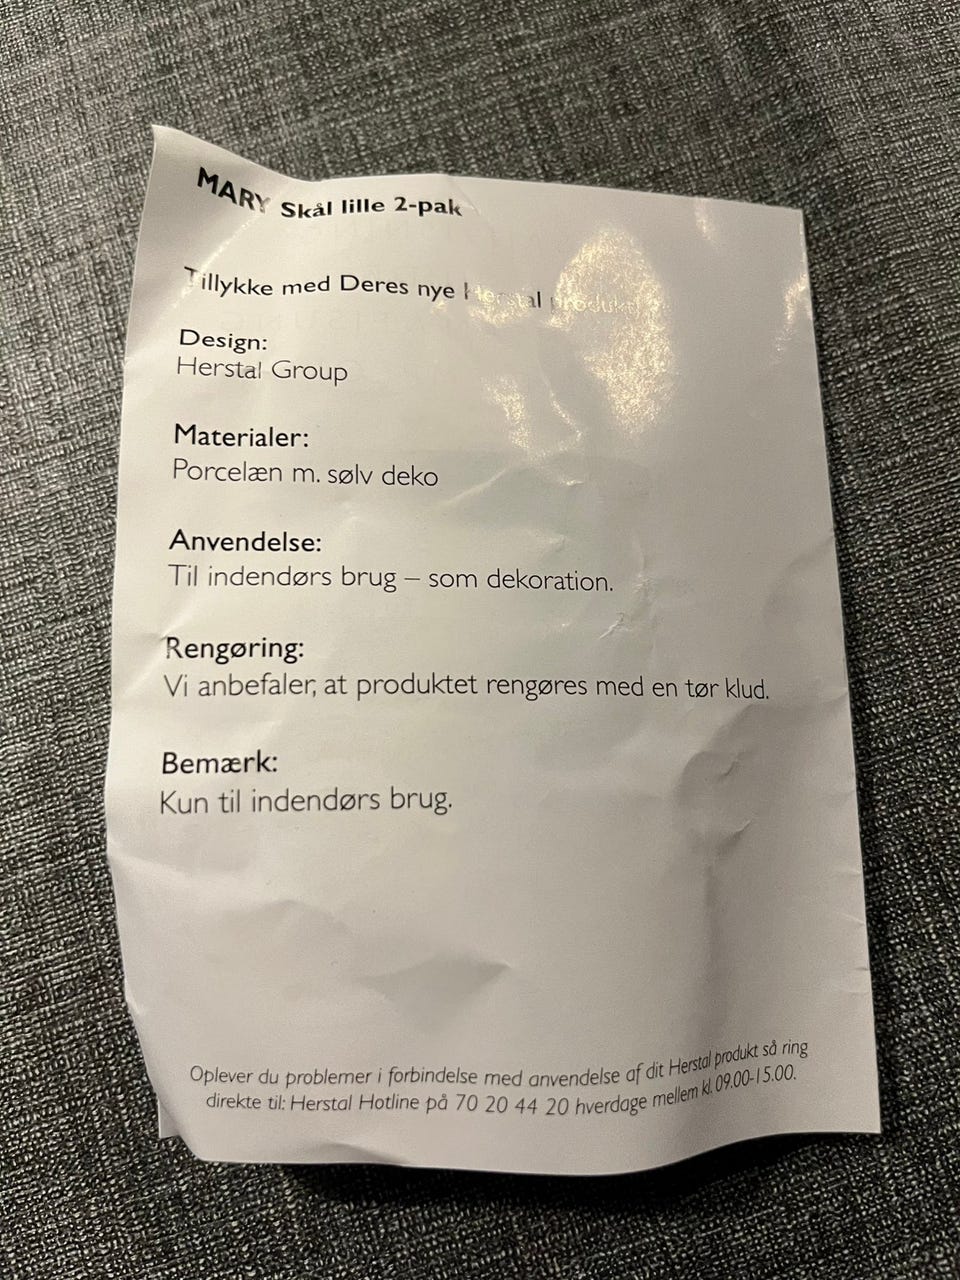 MARY Skål lille 2-pak
Tillykke med Deres nye Herstal produkt
Design:
Herstal Group
Materialer:
Porcelæn m. sølv deko
Anvendelse:
Til indendørs brug – som dekoration.
Rengøring:
Vi anbefaler, at produktet rengøres med en tør klud.
Bemærk:
Kun til indendørs brug.
Oplever du problemer i forbindelse med anvendelse af dit Herstal produkt så ring
direkte til: Herstal Hotline på 70 20 44 20 hverdage mellem kl. 09.00-15.00.